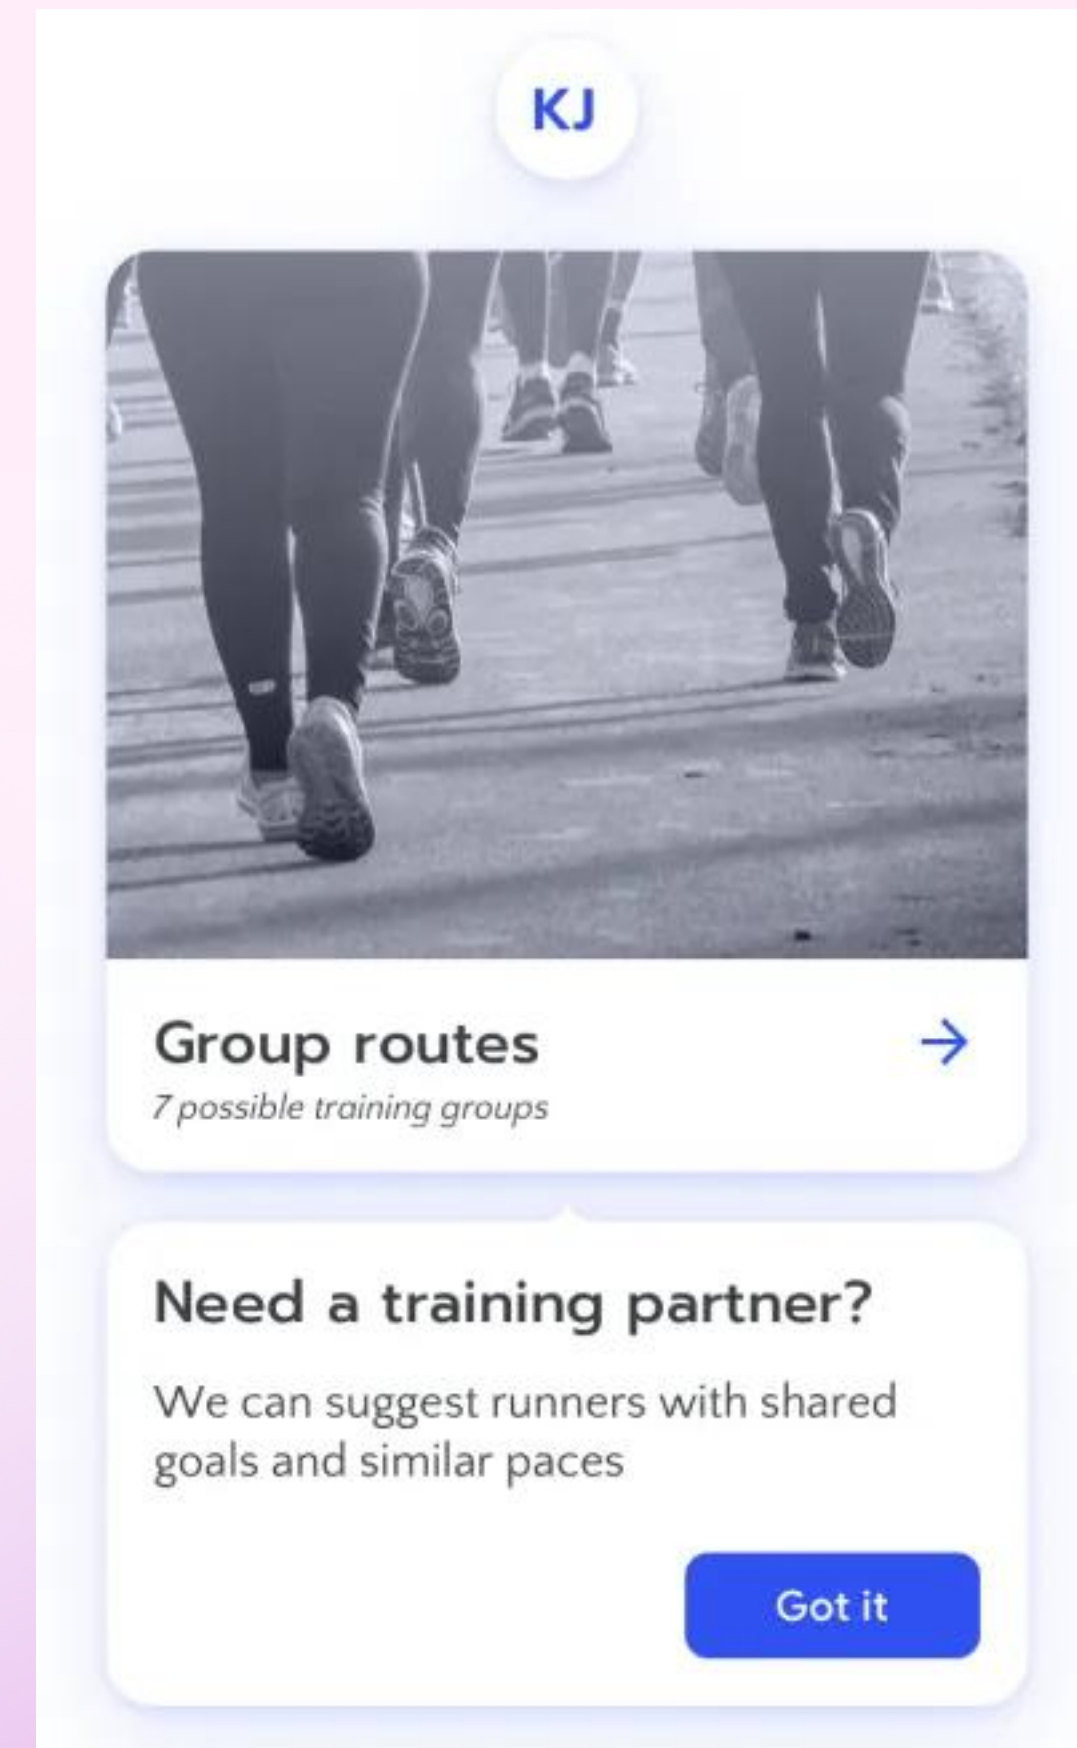 KJ
Group routes
7 possible training groups
Need a training partner?
We can suggest runners with shared
goals and similar paces
Got it